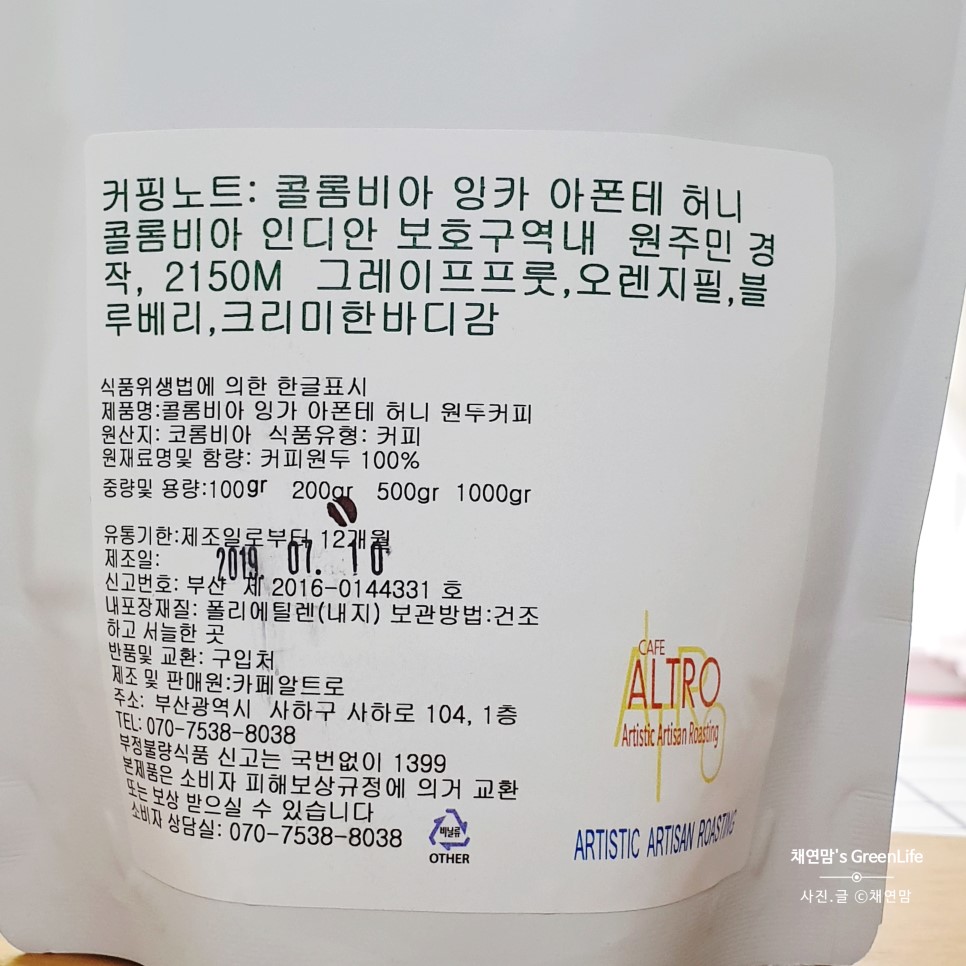 커핑노트: 콜롬비아 잉카 아폰테 허니
콜롬비아 인디안 보호구역내 원주민 경
작, 2150M 그레이프프룻,오렌지필,블
루베리,크리미한바디감
식품위생법에 의한 한글표시
제품명:콜롬비아 잉가 아폰테 허니 원두커피
원산지: 코롬비아 식품유형: 커피
원재료명및 함량: 커피원두 100%
중량및 용량:100gr 200gr 500gr 1000gr
유통기한:제조일로부터 12개월
제조일: 2019. 07. 10
신고번호: 부산 제 2016-0144331 호
내포장재질: 폴리에틸렌(내지) 보관방법:건조
하고 서늘한 곳
반품및 교환: 구입처
제조 및 판매원:카페알트로
주소: 부산광역시 사하구 사하로 104, 1층
TEL: 070-7538-8038
부정불량식품 신고는 국번없이 1399
본제품은 소비자 피해보상규정에 의거 교환
또는 보상 받으실 수 있습니다
소비자 상담실: 070-7538-8038
비닐류
OTHER
CAFE
ALTRO
Artistic Artisan Roasting
ARTISTIC ARTISAN ROASTING
채연맘's GreenLife
사진.글 ©채연맘